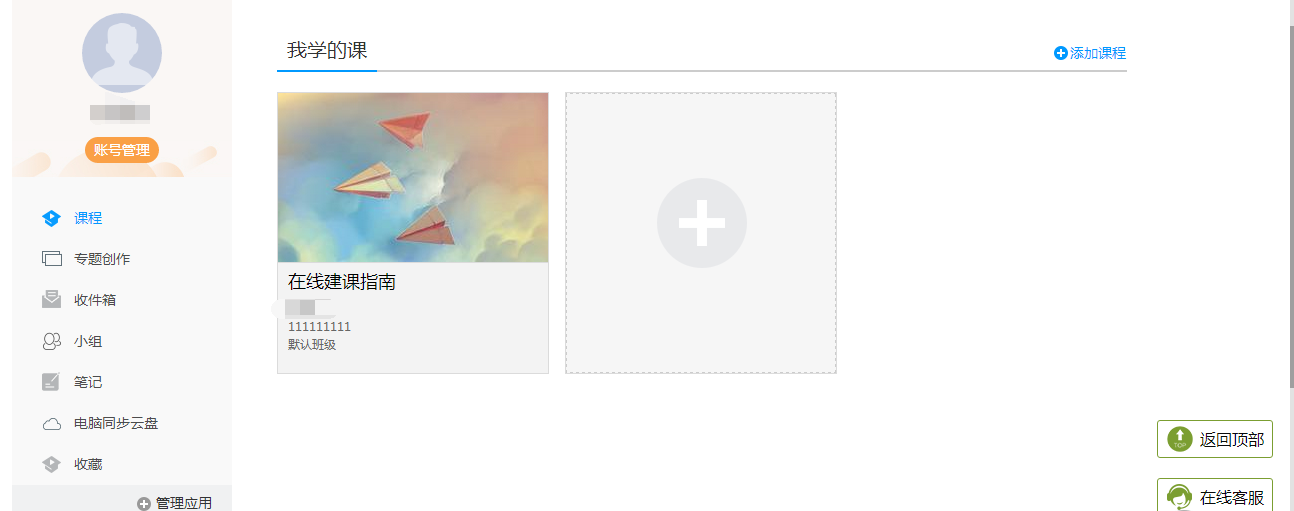 账号管理
课程
专题创作
收件箱
小组
笔记
电脑同步云盘
收藏
管理应用
我学的课
添加课程
在线建课指南
111111111
默认班级
TOP
返回顶部
在线客服